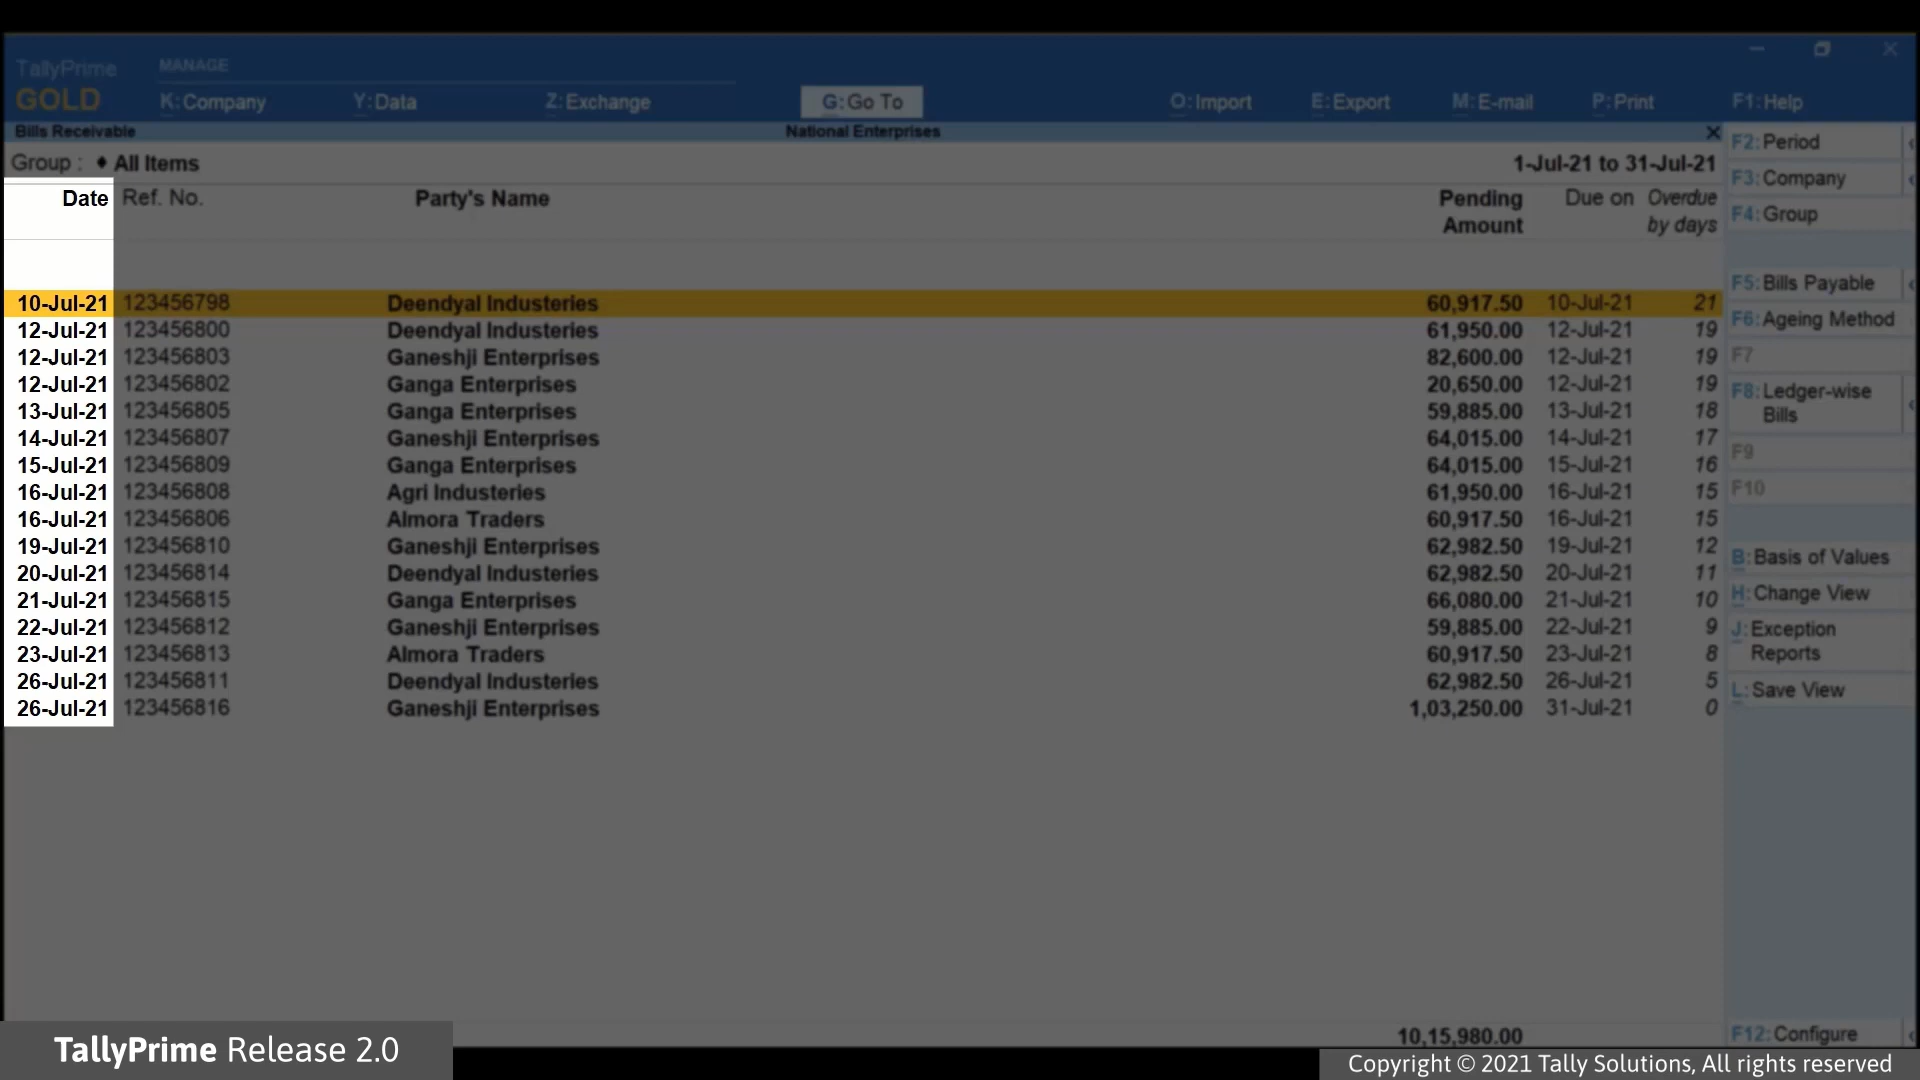 TallyPrime
GOLD
MANAGE
K: Company Y: Data Z: Exchange G: Go To O: Import E: Export M: E-mail P: Print F1: Help
Bills Receivable National Enterprises
Group : ♦ All Items 1-Jul-21 to 31-Jul-21
Date Ref. No. Party's Name Pending Amount Due on Overdue by days
10-Jul-21 123456798 Deendyal Industeries 60,917.50 10-Jul-21 21
12-Jul-21 123456800 Deendyal Industeries 61,950.00 12-Jul-21 19
12-Jul-21 123456803 Ganeshji Enterprises 82,600.00 12-Jul-21 19
12-Jul-21 123456802 Ganga Enterprises 20,650.00 12-Jul-21 19
13-Jul-21 123456805 Ganga Enterprises 59,885.00 13-Jul-21 18
14-Jul-21 123456807 Ganeshji Enterprises 64,015.00 14-Jul-21 17
15-Jul-21 123456809 Ganga Enterprises 64,015.00 15-Jul-21 16
16-Jul-21 123456808 Agri Industeries 61,950.00 16-Jul-21 15
16-Jul-21 123456806 Almora Traders 60,917.50 16-Jul-21 15
19-Jul-21 123456810 Ganeshji Enterprises 62,982.50 19-Jul-21 12
20-Jul-21 123456814 Deendyal Industeries 62,982.50 20-Jul-21 11
21-Jul-21 123456815 Ganga Enterprises 66,080.00 21-Jul-21 10
22-Jul-21 123456812 Ganeshji Enterprises 59,885.00 22-Jul-21 9
23-Jul-21 123456813 Almora Traders 60,917.50 23-Jul-21 8
26-Jul-21 123456811 Deendyal Industeries 62,982.50 26-Jul-21 5
26-Jul-21 123456816 Ganeshji Enterprises 1,03,250.00 31-Jul-21 0
10,15,980.00
F2: Period
F3: Company
F4: Group
F5: Bills Payable
F6: Ageing Method
F7
F8: Ledger-wise
Bills
F9
F10
B: Basis of Values
H: Change View
J: Exception
Reports
L: Save View
F12: Configure
TallyPrime Release 2.0
Copyright © 2021 Tally Solutions, All rights reserved